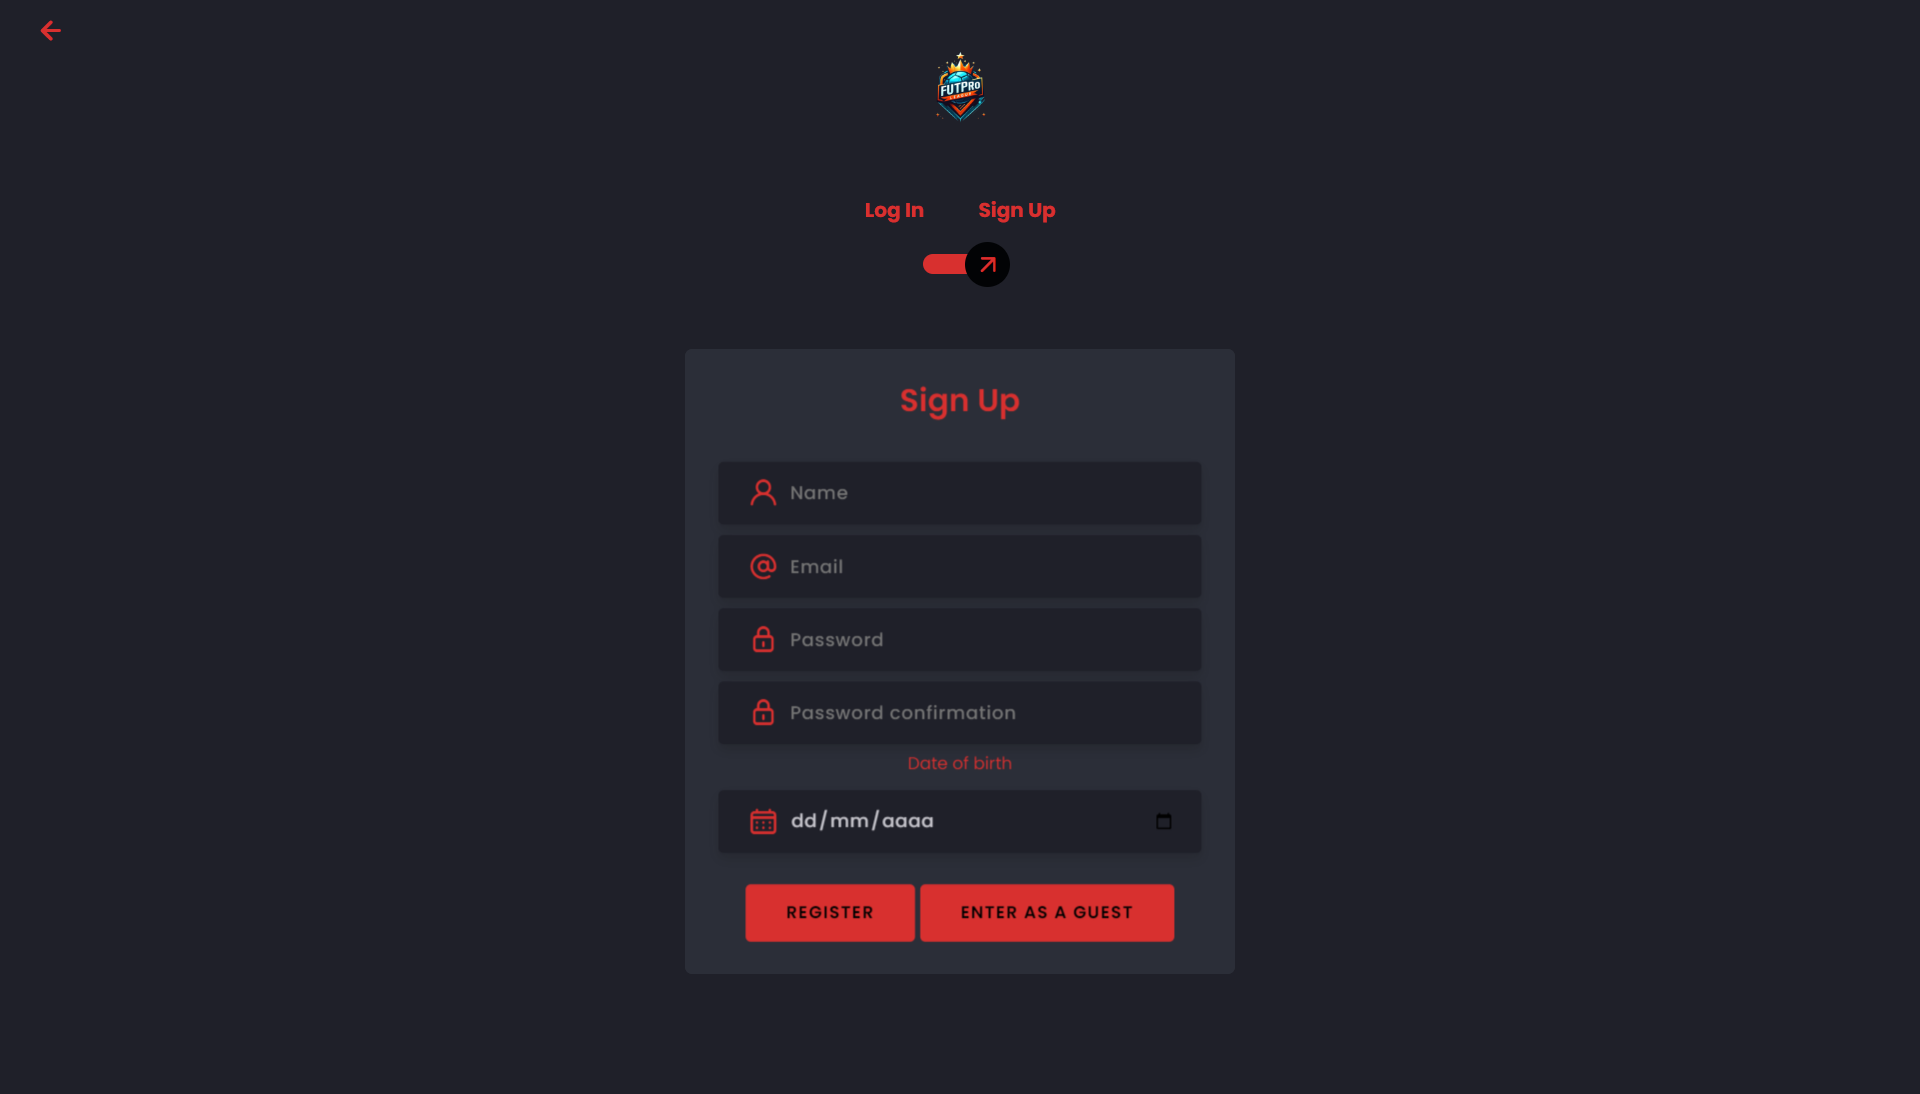 FUTPRO
LEAGUE
Log In Sign Up
Sign Up
Name
Email
Password
Password confirmation
Date of birth
dd/mm/aaaa
REGISTER ENTER AS A GUEST